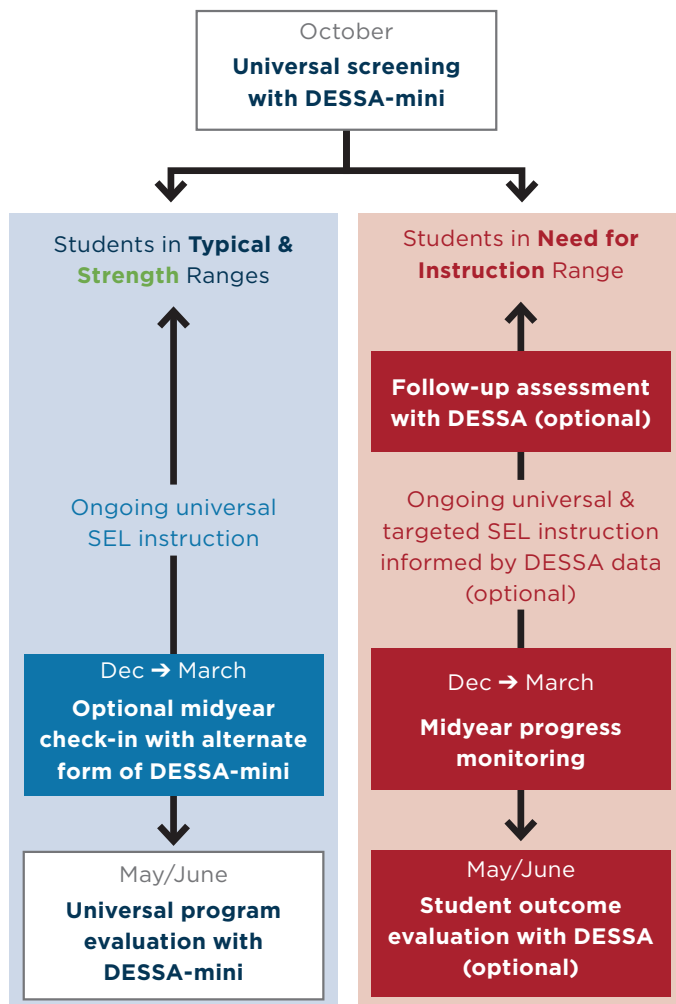 October
Universal screening
with DESSA-mini
Students in Typical &
Strength Ranges
Ongoing universal
SEL instruction
Dec ➔ March
Optional midyear
check-in with alternate
form of DESSA-mini
May/June
Universal program
evaluation with
DESSA-mini
Students in Need for
Instruction Range
Follow-up assessment
with DESSA (optional)
Ongoing universal &
targeted SEL instruction
informed by DESSA data
(optional)
Dec ➔ March
Midyear progress
monitoring
May/June
Student outcome
evaluation with DESSA
(optional)